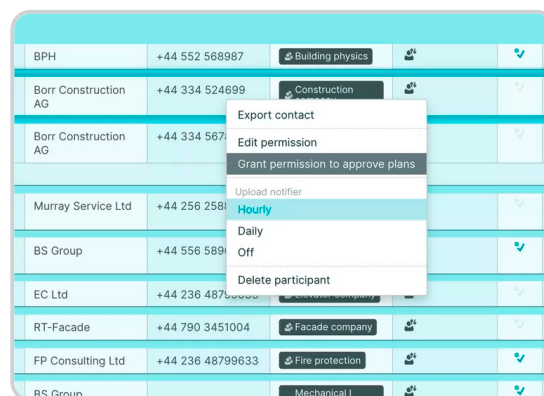 BPH +44 552 568987 Building physics
Borr Construction AG +44 334 524699 Construction
Export contact
Borr Construction AG +44 334 567
Edit permission
Grant permission to approve plans
Upload notifier
Murray Service Ltd +44 256 258
Hourly
Daily
BS Group +44 556 589
Off
Delete participant
EC Ltd +44 236 48799633 Elevator company
RT-Facade +44 790 3451004 Facade company
FP Consulting Ltd +44 236 48799633 Fire protection
BS Group Mechanical